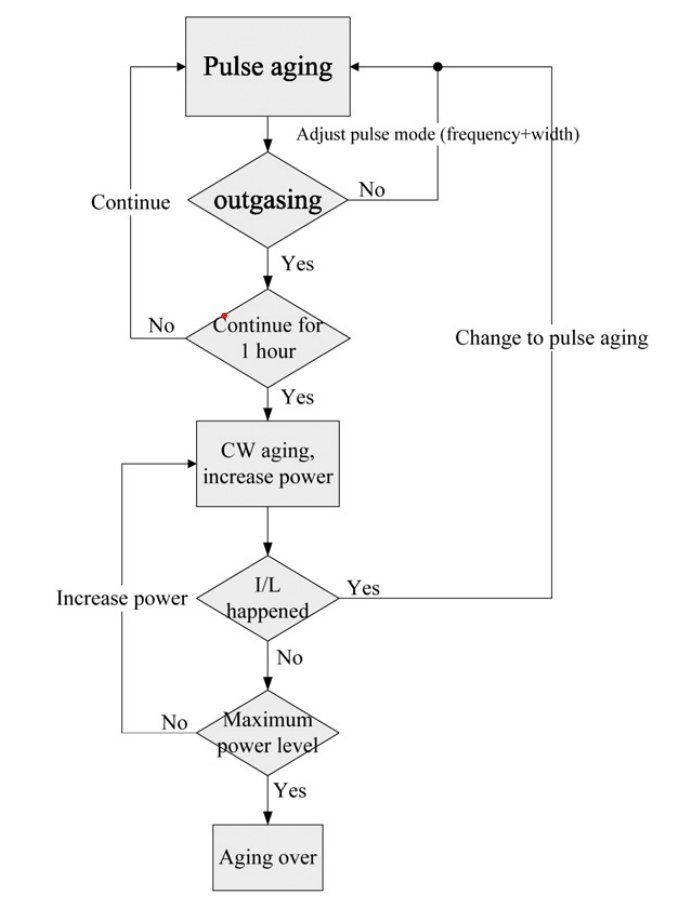 Pulse aging
Adjust pulse mode (frequency+width)
outgasing
No
Continue
Yes
Continue for
1 hour
No
Change to pulse aging
Yes
CW aging,
increase power
I/L
happened
Yes
Increase power
No
Maximum
power level
No
Yes
Aging over